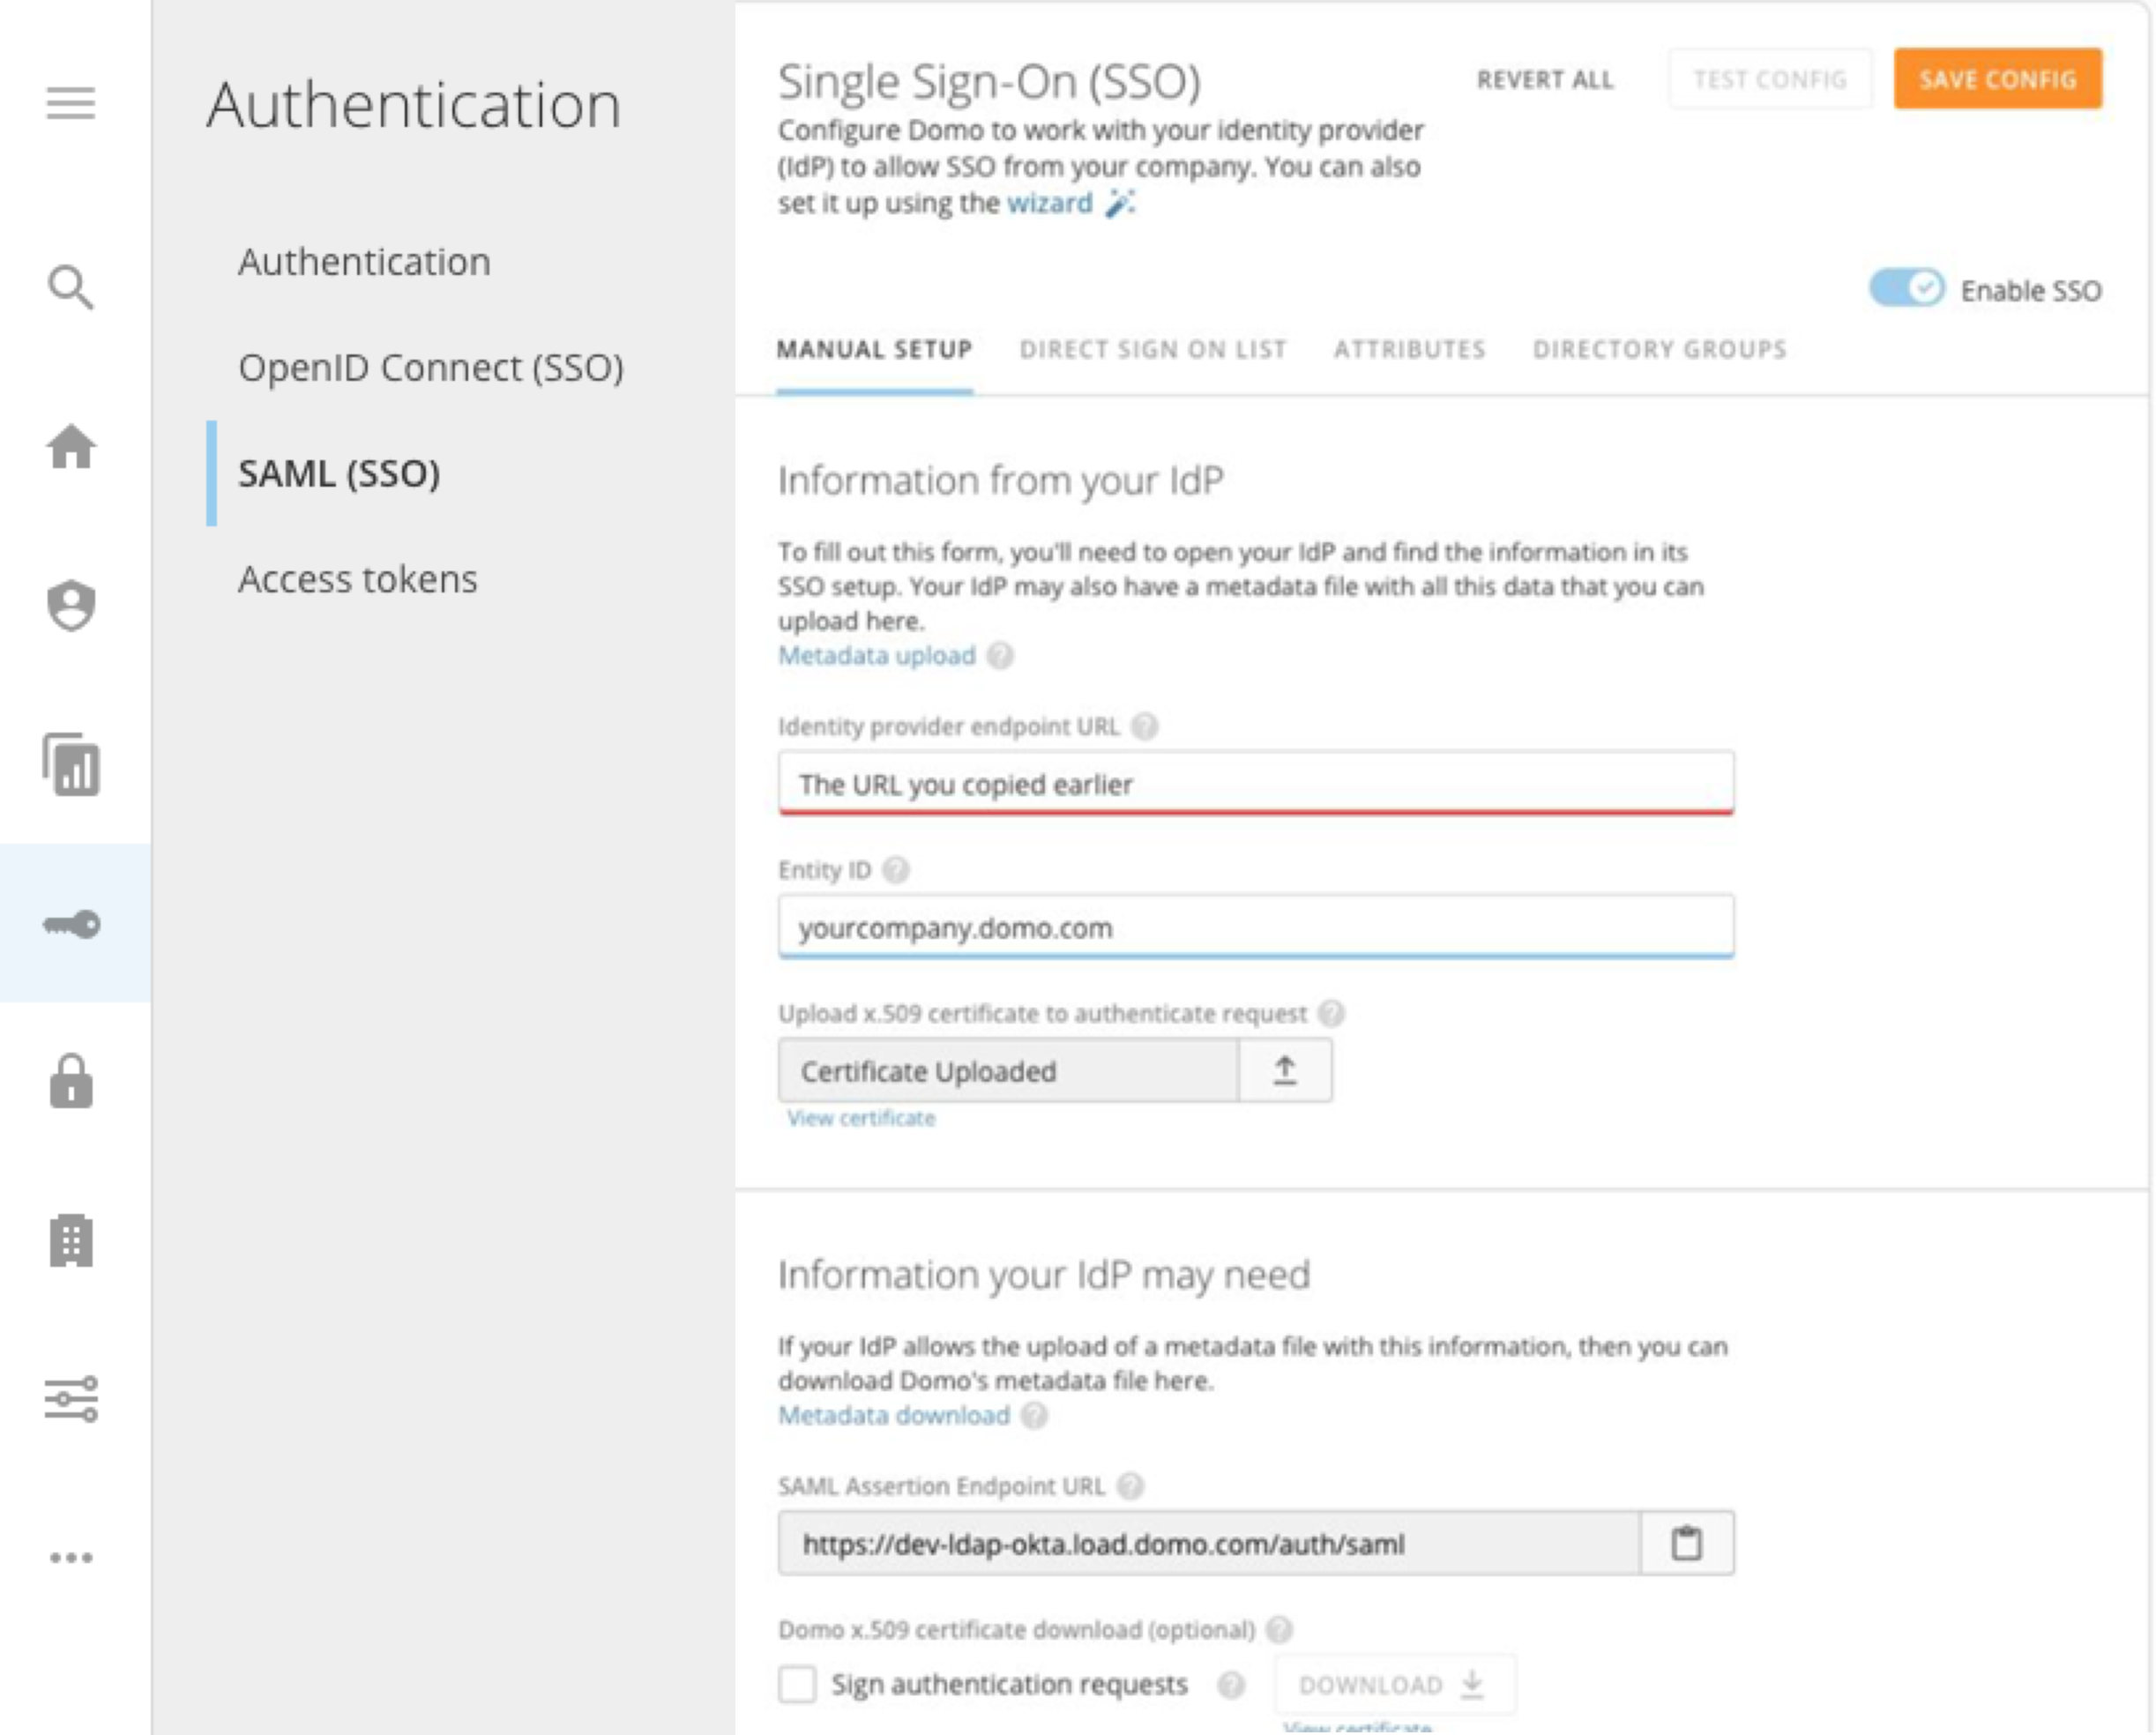 Authentication
Authentication
OpenID Connect (SSO)
SAML (SSO)
Access tokens
Single Sign-On (SSO)
REVERT ALL
TEST CONFIG
SAVE CONFIG
Configure Domo to work with your identity provider
(IdP) to allow SSO from your company. You can also
set it up using the wizard
Enable SSO
MANUAL SETUP
DIRECT SIGN ON LIST
ATTRIBUTES
DIRECTORY GROUPS
Information from your IdP
To fill out this form, you'll need to open your IdP and find the information in its
SSO setup. Your IdP may also have a metadata file with all this data that you can
upload here.
Metadata upload ?
Identity provider endpoint URL ?
The URL you copied earlier
Entity ID ?
yourcompany.domo.com
Upload x.509 certificate to authenticate request ?
Certificate Uploaded
View certificate
Information your IdP may need
If your IdP allows the upload of a metadata file with this information, then you can
download Domo's metadata file here.
Metadata download ?
SAML Assertion Endpoint URL ?
https://dev-ldap-okta.load.domo.com/auth/saml
Domo x.509 certificate download (optional) ?
Sign authentication requests ?
DOWNLOAD
View certificate